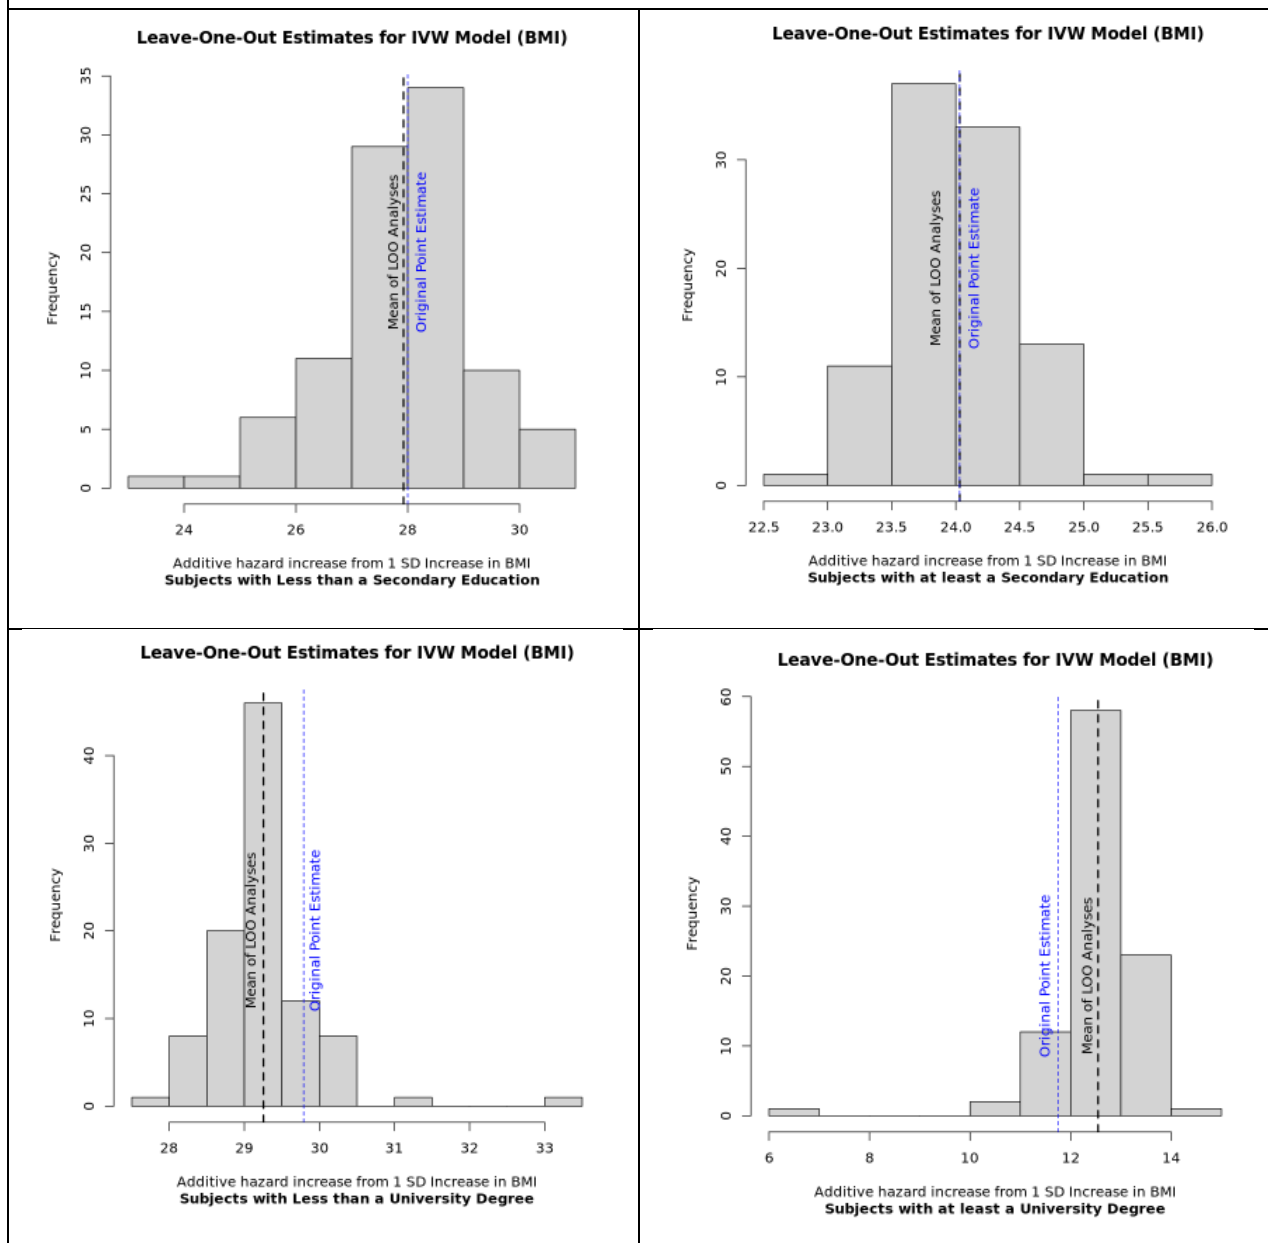 Leave-One-Out Estimates for IVW Model (BMI)
35
30
25
20
15
10
5
0
Frequency
Mean of LOO Analyses
Original Point Estimate
24
26
28
30
Additive hazard increase from 1 SD Increase in BMI
Subjects with Less than a Secondary Education
Leave-One-Out Estimates for IVW Model (BMI)
30
20
10
0
Frequency
Mean of LOO Analyses
Original Point Estimate
22.5
23.0
23.5
24.0
24.5
25.0
25.5
26.0
Additive hazard increase from 1 SD Increase in BMI
Subjects with at least a Secondary Education
Leave-One-Out Estimates for IVW Model (BMI)
40
30
20
10
0
Frequency
Mean of LOO Analyses
Original Point Estimate
28
29
30
31
32
33
Additive hazard increase from 1 SD Increase in BMI
Subjects with Less than a University Degree
Leave-One-Out Estimates for IVW Model (BMI)
60
50
40
30
20
10
0
Frequency
Original Point Estimate
Mean of LOO Analyses
6
8
10
12
14
Additive hazard increase from 1 SD Increase in BMI
Subjects with at least a University Degree